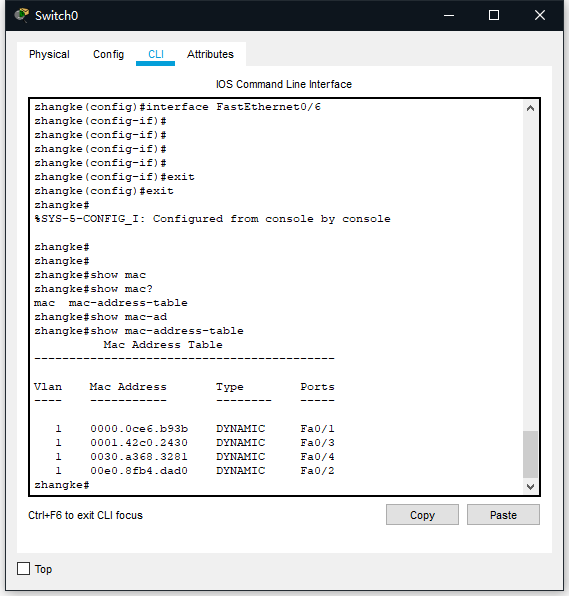 Switch0
Physical Config CLI Attributes
IOS Command Line Interface
zhangke(config)#interface FastEthernet0/6
zhangke(config-if)#
zhangke(config-if)#
zhangke(config-if)#
zhangke(config-if)#
zhangke(config-if)#exit
zhangke(config)#exit
zhangke#
%SYS-5-CONFIG_I: Configured from console by console
zhangke#
zhangke#
zhangke#show mac
zhangke#show mac?
mac  mac-address-table
zhangke#show mac-ad
zhangke#show mac-address-table
          Mac Address Table
-------------------------------------------
Vlan    Mac Address       Type        Ports
----    -----------       --------    -----
   1    0000.0ce6.b93b    DYNAMIC     Fa0/1
   1    0001.42c0.2430    DYNAMIC     Fa0/3
   1    0030.a368.3281    DYNAMIC     Fa0/4
   1    00e0.8fb4.dad0    DYNAMIC     Fa0/2
zhangke#
Ctrl+F6 to exit CLI focus
Copy Paste
Top